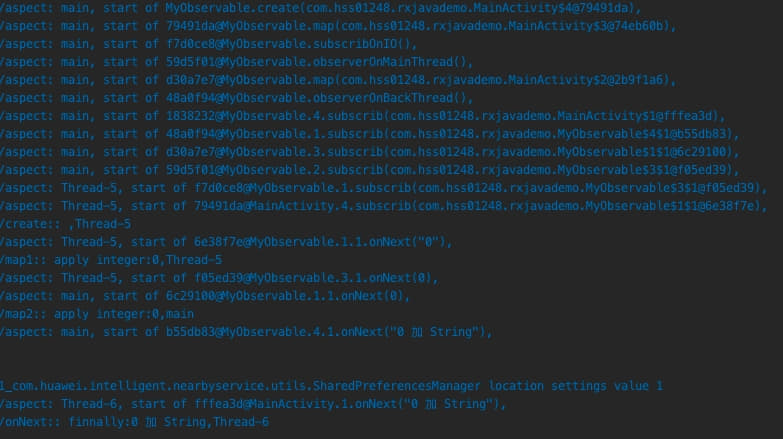 /aspect: main, start of MyObservable.create(com.hss01248.rxjavademo.MainActivity$4@79491da),
/aspect: main, start of 79491da@MyObservable.map(com.hss01248.rxjavademo.MainActivity$3@74eb60b),
/aspect: main, start of f7d0ce8@MyObservable.subscribOnIO(),
/aspect: main, start of 59d5f01@MyObservable.observerOnMainThread(),
/aspect: main, start of d30a7e7@MyObservable.map(com.hss01248.rxjavademo.MainActivity$2@2b9f1a6),
/aspect: main, start of 48a0f94@MyObservable.observerOnBackThread(),
/aspect: main, start of 1838232@MyObservable.4.subscrib(com.hss01248.rxjavademo.MainActivity$1@fffea3d),
/aspect: main, start of 48a0f94@MyObservable.1.subscrib(com.hss01248.rxjavademo.MyObservable$4$1@b55db83),
/aspect: main, start of d30a7e7@MyObservable.3.subscrib(com.hss01248.rxjavademo.MyObservable$1$1@6c29100),
/aspect: main, start of 59d5f01@MyObservable.2.subscrib(com.hss01248.rxjavademo.MyObservable$3$1@f05ed39),
/aspect: Thread-5, start of f7d0ce8@MyObservable.1.subscrib(com.hss01248.rxjavademo.MyObservable$3$1@f05ed39),
/aspect: Thread-5, start of 79491da@MainActivity.4.subscrib(com.hss01248.rxjavademo.MyObservable$1$1@6e38f7e),
/create:: ,Thread-5
/aspect: Thread-5, start of 6e38f7e@MyObservable.1.1.onNext("0"),
/map1:: apply integer:0,Thread-5
/aspect: Thread-5, start of f05ed39@MyObservable.3.1.onNext(0),
/aspect: main, start of 6c29100@MyObservable.1.1.onNext(0),
/map2:: apply integer:0,main
/aspect: main, start of b55db83@MyObservable.4.1.onNext("0 加 String"),
1_com.huawei.intelligent.nearbyservice.utils.SharedPreferencesManager location settings value 1
/aspect: Thread-6, start of fffea3d@MainActivity.1.onNext("0 加 String"),
/onNext:: finnally:0 加 String,Thread-6